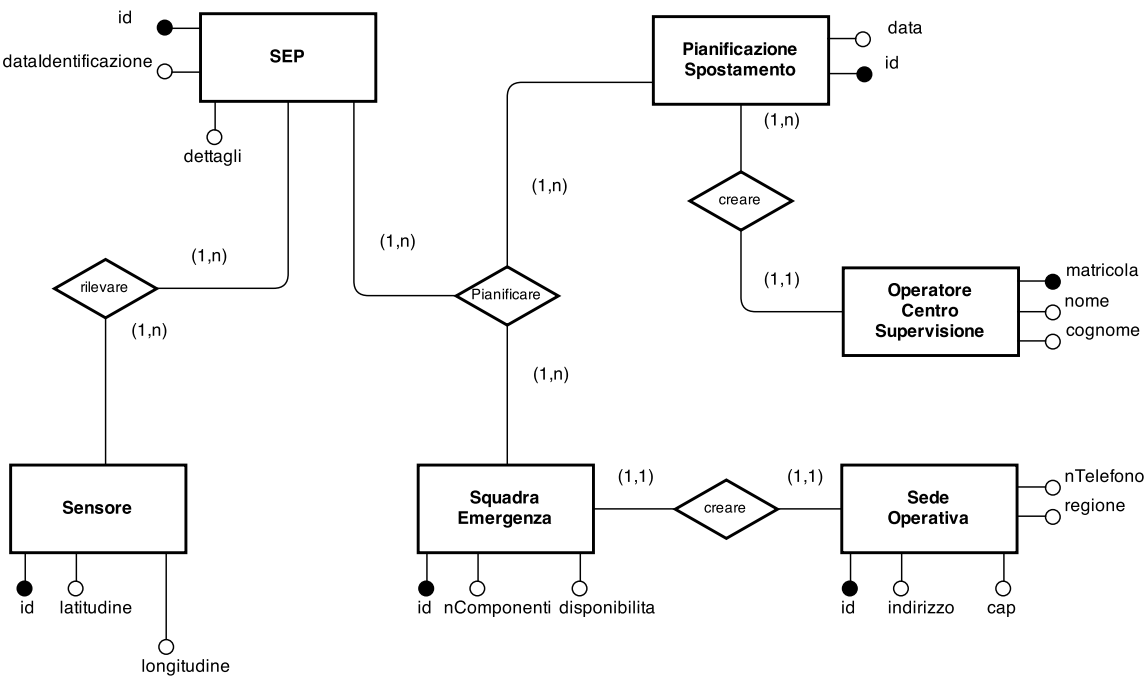 id
SEP
dataIdentificazione
dettagli
Pianificazione
Spostamento
data
id
(1,n)
creare
(1,1)
(1,n)
(1,n)
(1,n)
rilevare
(1,n)
Pianificare
(1,n)
Operatore
Centro
Supervisione
matricola
nome
cognome
Sensore
id
latitudine
longitudine
Squadra
Emergenza
id
nComponenti
disponibilita
(1,1)
creare
(1,1)
Sede
Operativa
nTelefono
regione
id
indirizzo
cap